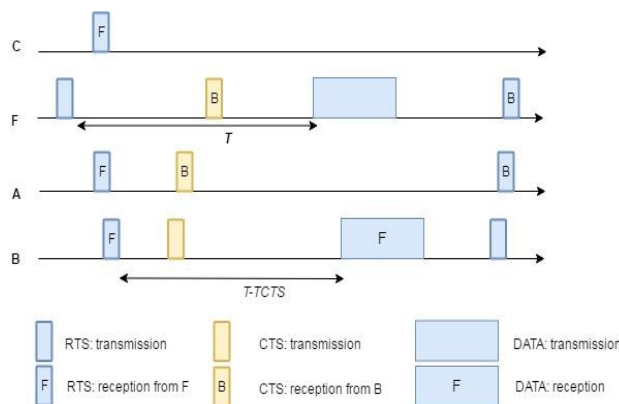 C
F
F
B
B
T
A
F
B
B
B
F
F
T-TCTS
RTS: transmission
CTS: transmission
DATA: transmission
F
RTS: reception from F
B
CTS: reception from B
F
DATA: reception